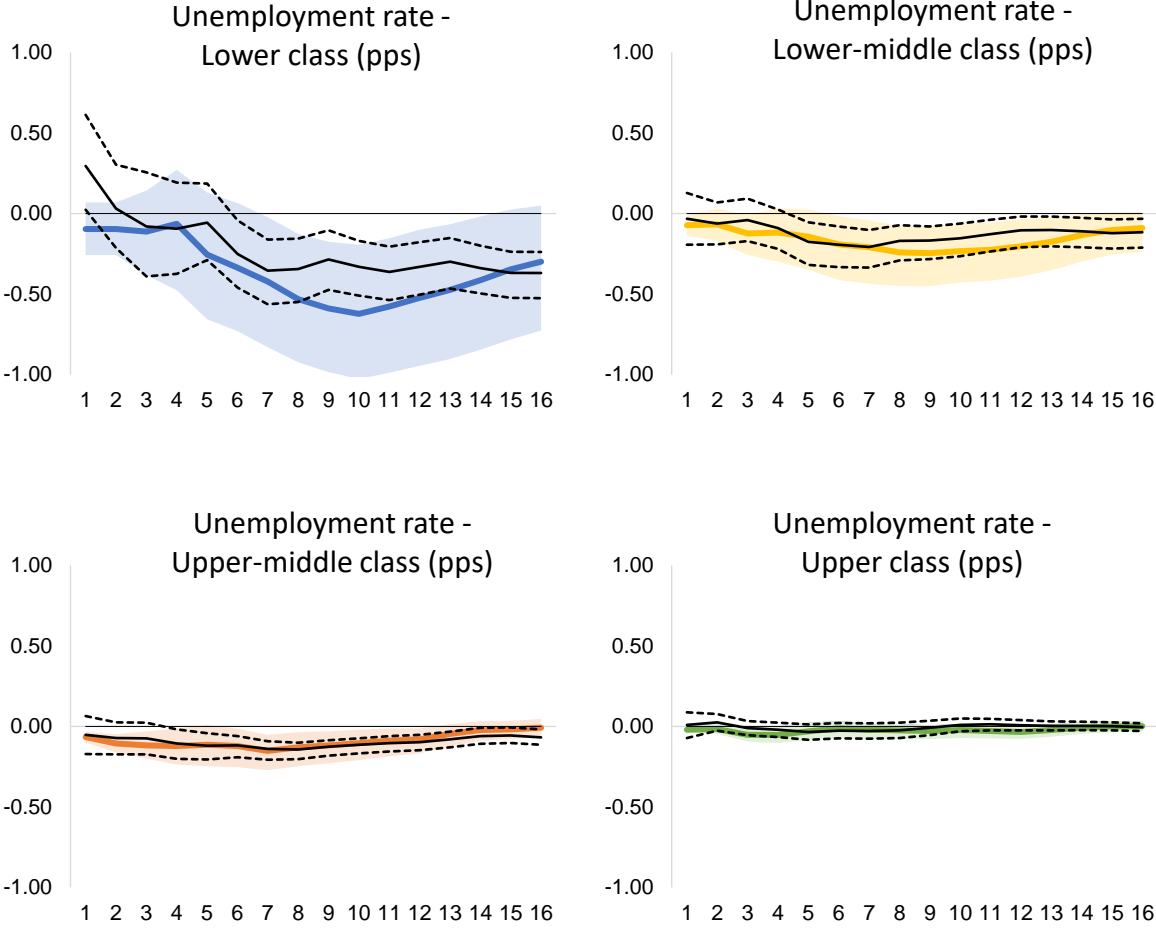 Unemployment rate -
Lower class (pps)
1.00
0.50
0.00
-0.50
-1.00
1 2 3 4 5 6 7 8 9 10 11 12 13 14 15 16
Unemployment rate -
Lower-middle class (pps)
1.00
0.50
0.00
-0.50
-1.00
1 2 3 4 5 6 7 8 9 10 11 12 13 14 15 16
Unemployment rate -
Upper-middle class (pps)
1.00
0.50
0.00
-0.50
-1.00
1 2 3 4 5 6 7 8 9 10 11 12 13 14 15 16
Unemployment rate -
Upper class (pps)
1.00
0.50
0.00
-0.50
-1.00
1 2 3 4 5 6 7 8 9 10 11 12 13 14 15 16